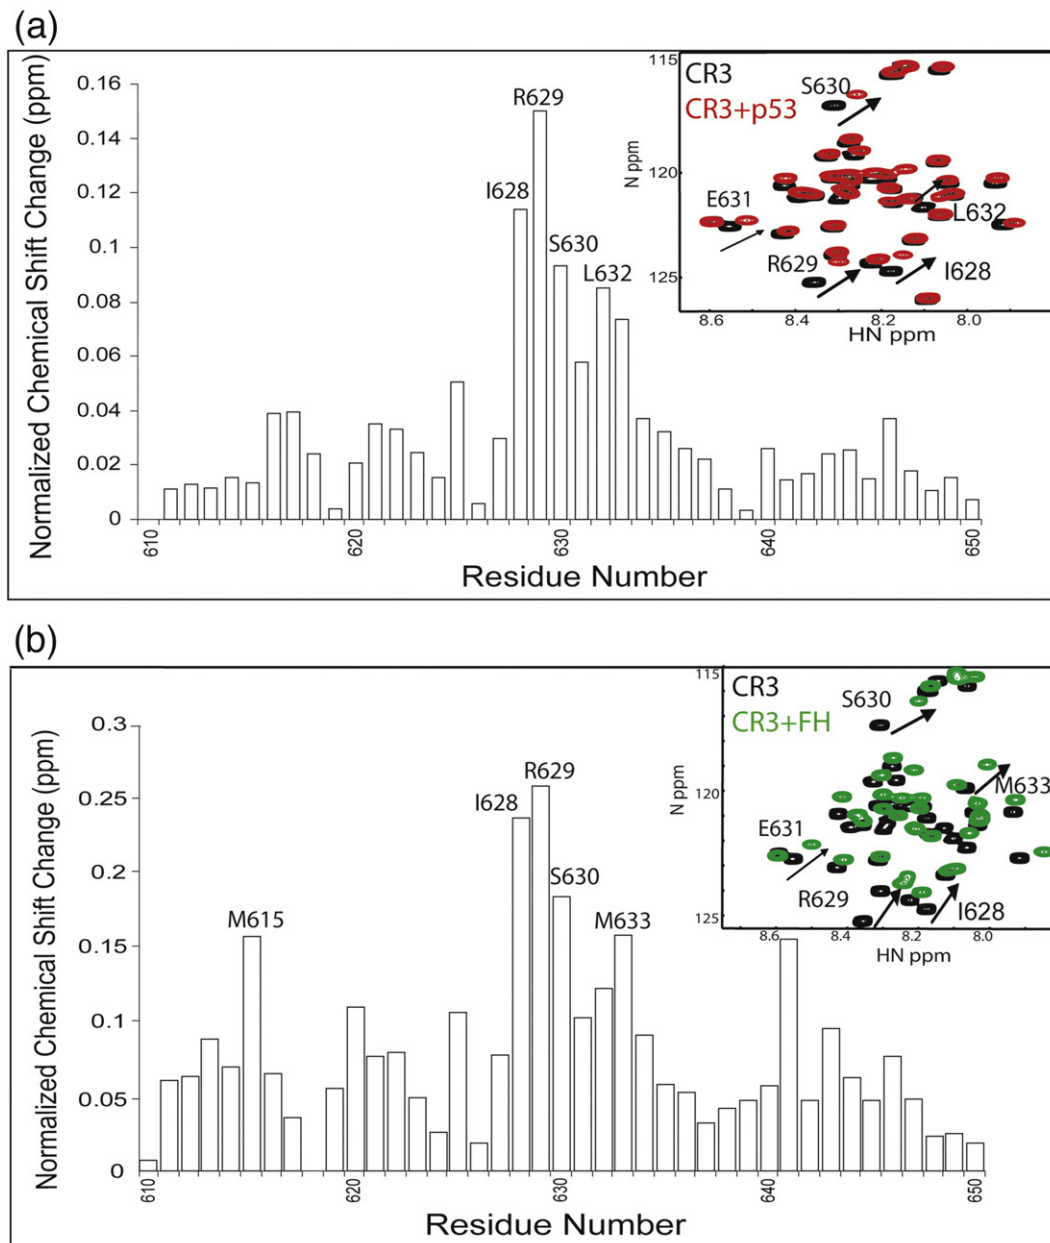 (a)
Normalized Chemical Shift Change (ppm)
0.16
0.14
0.12
0.1
0.08
0.06
0.04
0.02
0
R629
I628
S630
L632
610
620
630
640
650
Residue Number
CR3
CR3+p53
N ppm
115
120
125
S630
E631
L632
R629
I628
8.6
8.4
8.2
8.0
HN ppm
(b)
Normalized Chemical Shift Change (ppm)
0.3
0.25
0.2
0.15
0.1
0.05
0
R629
I628
S630
M615
M633
610
620
630
640
650
Residue Number
CR3
CR3+FH
N ppm
115
120
125
S630
M633
E631
R629
I628
8.6
8.4
8.2
8.0
HN ppm